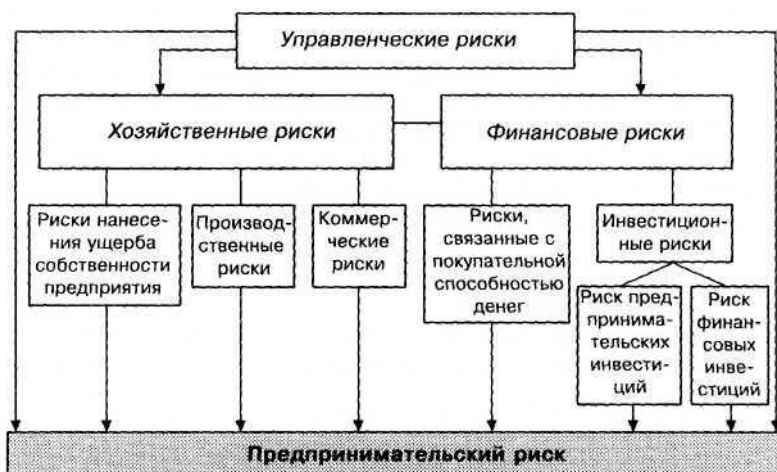 Управленческие риски
Хозяйственные риски
Финансовые риски
Риски нанесе-
ния ущерба
собственности
предприятия
Производ-
ственные
риски
Коммер-
ческие
риски
Риски,
связанные с
покупательной
способностью
денег
Инвестицион-
ные риски
Риск пред-
принима-
тельских
инвести-
ций
Риск
финан-
совых
инве-
стиций
Предпринимательский риск